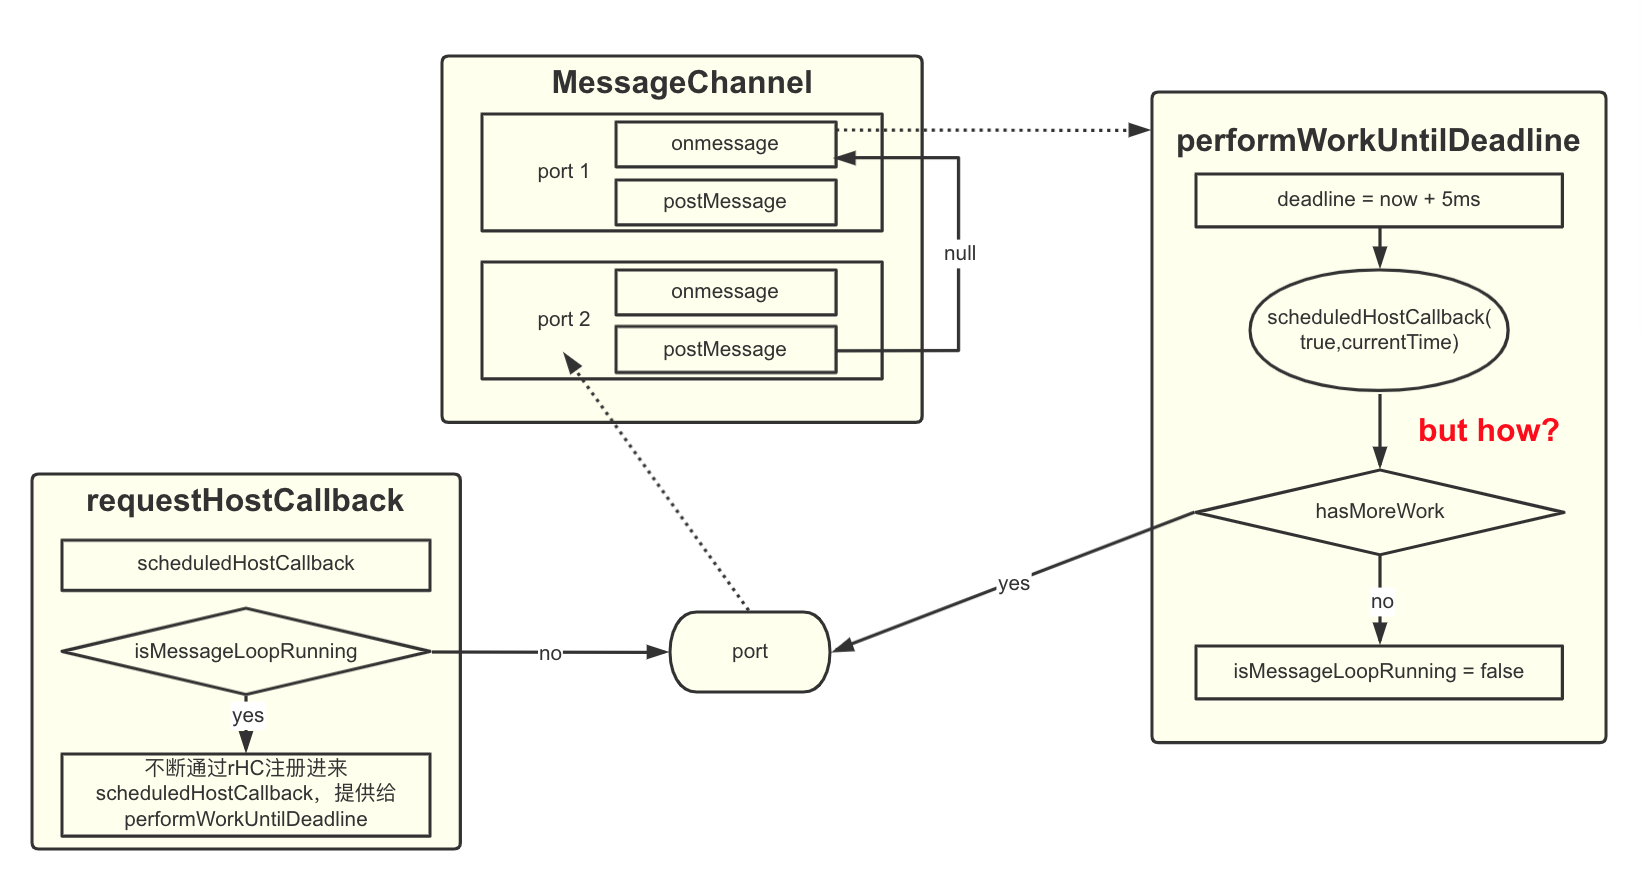 MessageChannel
port 1
onmessage
postMessage
port 2
onmessage
postMessage
null
performWorkUntilDeadline
deadline = now + 5ms
scheduledHostCallback(
true,currentTime)
but how?
hasMoreWork
yes
no
isMessageLoopRunning = false
requestHostCallback
scheduledHostCallback
isMessageLoopRunning
no
port
yes
不断通过rHC注册进来
scheduledHostCallback，提供给
performWorkUntilDeadline